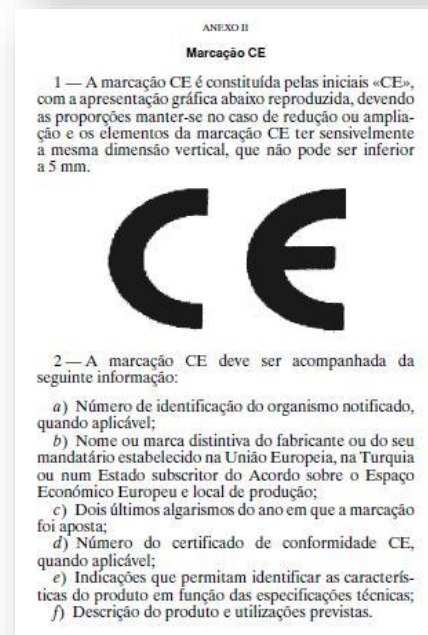 ANEXO II
Marcação CE
1 — A marcação CE é constituída pelas iniciais «CE»,
com a apresentação gráfica abaixo reproduzida, devendo
as proporções manter-se no caso de redução ou amplia-
ção e os elementos da marcação CE ter sensivelmente
a mesma dimensão vertical, que não pode ser inferior
a 5 mm.
CE
2 — A marcação CE deve ser acompanhada da
seguinte informação:
a) Número de identificação do organismo notificado,
quando aplicável;
b) Nome ou marca distintiva do fabricante ou do seu
mandatário estabelecido na União Europeia, na Turquia
ou num Estado subscritor do Acordo sobre o Espaço
Económico Europeu e local de produção;
c) Dois últimos algarismos do ano em que a marcação
foi aposta;
d) Número do certificado de conformidade CE,
quando aplicável;
e) Indicações que permitam identificar as caracterís-
ticas do produto em função das especificações técnicas;
f) Descrição do produto e utilizações previstas.